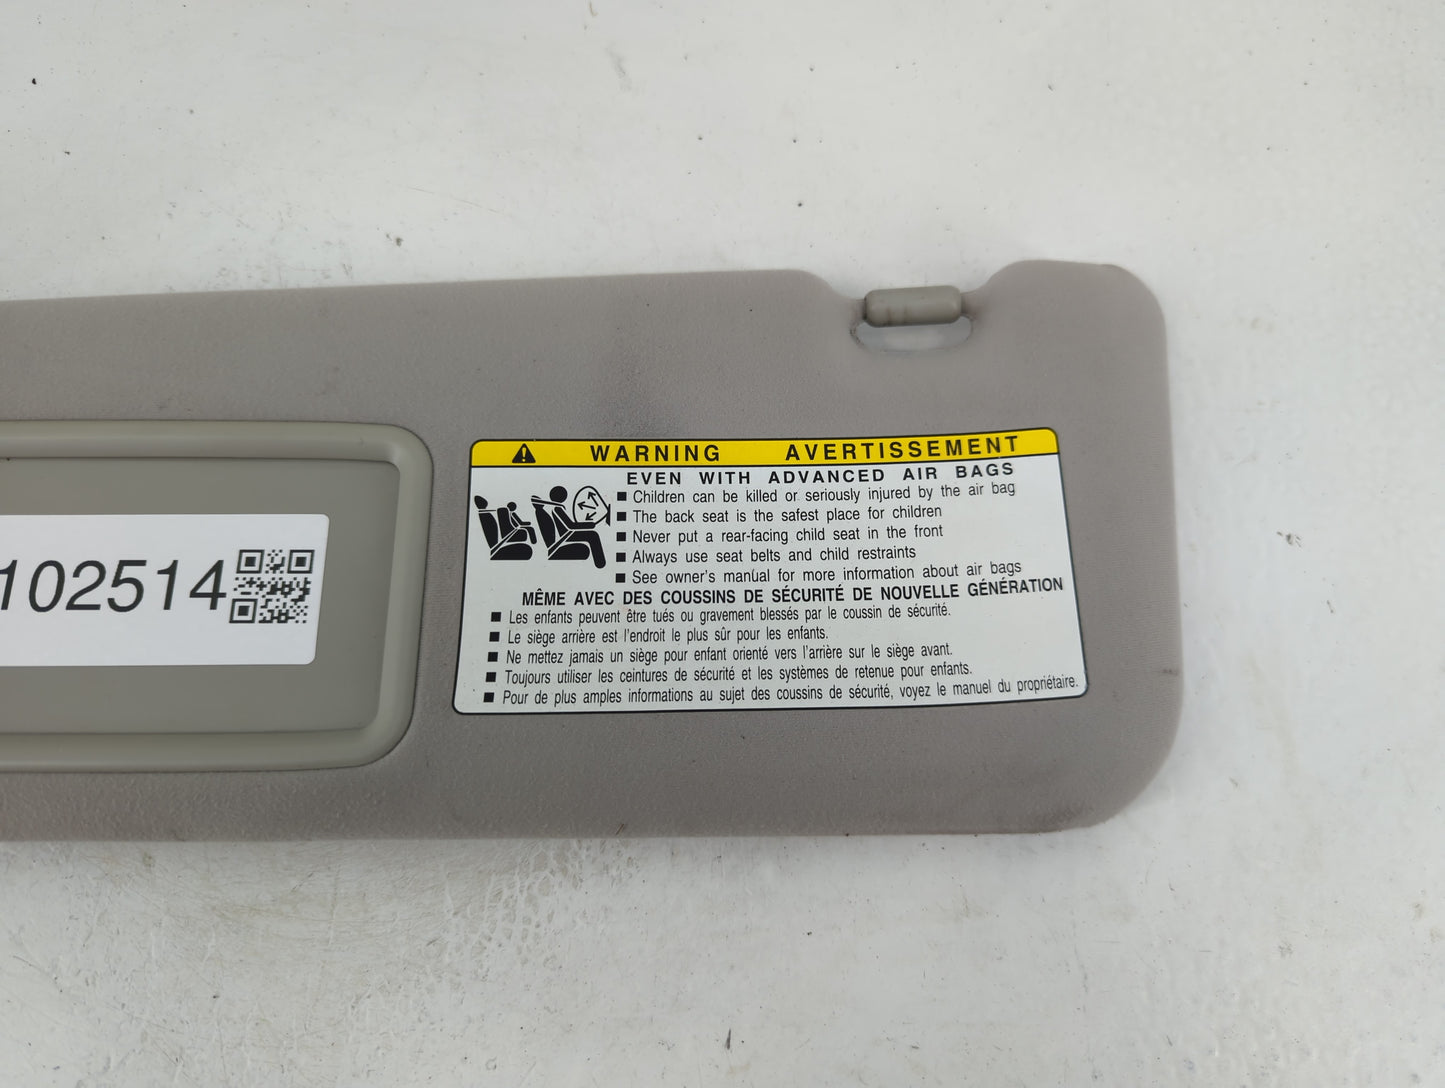 WARNING AVERTISSEMENT
EVEN WITH ADVANCED AIR BAGS
■ Children can be killed or seriously injured by the air bag
■ The back seat is the safest place for children
■ Never put a rear-facing child seat in the front
■ Always use seat belts and child restraints
■ See owner's manual for more information about air bags
MÊME AVEC DES COUSSINS DE SÉCURITÉ DE NOUVELLE GÉNÉRATION
■ Les enfants peuvent être tués ou gravement blessés par le coussin de sécurité.
■ Le siège arrière est l'endroit le plus sûr pour les enfants.
■ Ne mettez jamais un siège pour enfant orienté vers l'arrière sur le siège avant.
■ Toujours utiliser les ceintures de sécurité et les systèmes de retenue pour enfants.
■ Pour de plus amples informations au sujet des coussins de sécurité, voyez le manuel du propriétaire.
102514